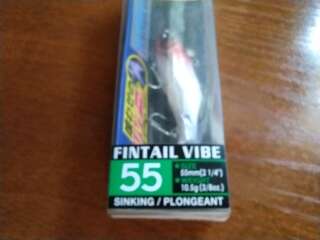 FINTAIL VIBE
55
SIZE
55mm(2 1/4")
WEIGHT
10.5g (3/8oz.)
SINKING / PLONGEANT